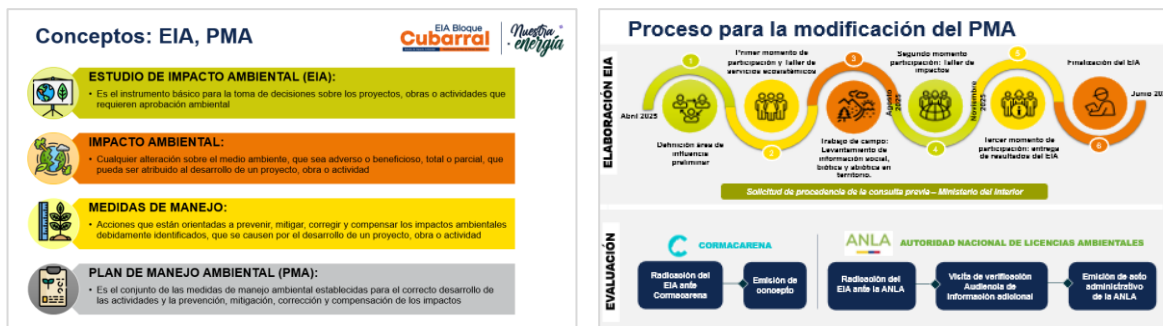 Conceptos: EIA, PMA
EIA Bloque
Cubarral
Nuestra
energía
ESTUDIO DE IMPACTO AMBIENTAL (EIA):
• Es el instrumento básico para la toma de decisiones sobre los proyectos, obras o actividades que
requieren aprobación ambiental
IMPACTO AMBIENTAL:
• Cualquier alteración sobre el medio ambiente, que sea adverso o beneficioso, total o parcial, que
pueda ser atribuido al desarrollo de un proyecto, obra o actividad
MEDIDAS DE MANEJO:
• Acciones que están orientadas a prevenir, mitigar, corregir y compensar los impactos ambientales
debidamente identificados, que se causen por el desarrollo de un proyecto, obra o actividad
PLAN DE MANEJO AMBIENTAL (PMA):
• Es el conjunto de las medidas de manejo ambiental establecidas para el correcto desarrollo de
las actividades y la prevención, mitigación, corrección y compensación de los impactos
Proceso para la modificación del PMA
ELABORACIÓN EIA
Abril 2025
1
Definición área de
influencia
preliminar
Primer momento de
participación y Taller de
servicios ecosistémicos
2
3
Trabajo de campo:
Levantamiento de
información social,
biótica y abiótica en
territorio.
Agosto
2025
Segundo momento
participación: Taller de
impactos
4
Noviembre
2025
5
Tercer momento de
participación: entrega
de resultados del EIA
Finalización del EIA
6
Junio
Solicitud de procedencia de la consulta previa – Ministerio del Interior
EVALUACIÓN
CORMACARENA
Radicación del
EIA ante
Cormacarena
Emisión de
concepto
ANLA
AUTORIDAD NACIONAL DE LICENCIAS AMBIENTALES
Radicación del
EIA ante la ANLA
Visita de verificación
Audiencia de
Información adicional
Emisión de acto
administrativo
de la ANLA